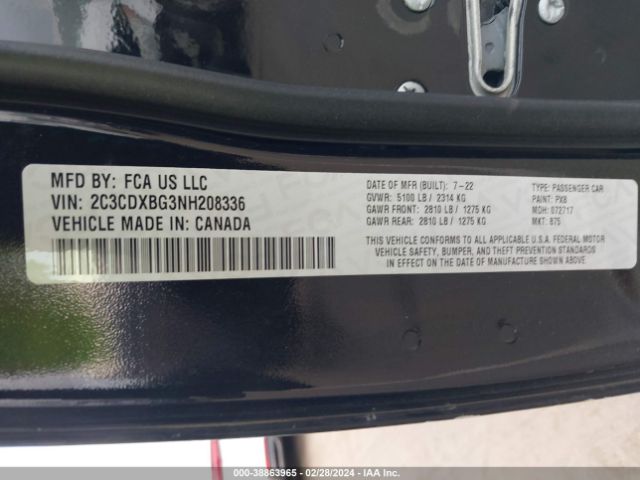 MFD BY: FCA US LLC
VIN: 2C3CDXBG3NH208336
VEHICLE MADE IN: CANADA
DATE OF MFR (BUILT): 7-22
GVWR: 5100 LB / 2314 KG
GAWR FRONT: 2810 LB / 1275 KG
GAWR REAR: 2810 LB / 1275 KG
TYPE: PASSENGER CAR
PAINT: PX8
MDH: 072717
MKT: 875
THIS VEHICLE CONFORMS TO ALL APPLICABLE U.S.A. FEDERAL MOTOR
VEHICLE SAFETY, BUMPER, AND THEFT PREVENTION STANDARDS
IN EFFECT ON THE DATE OF MANUFACTURE SHOWN ABOVE.
000-38863965 - 02/28/2024 - IAA Inc.